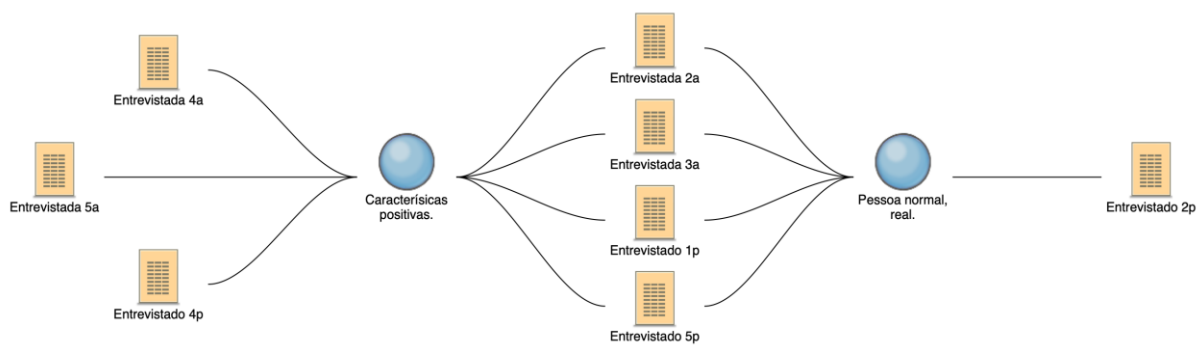 Entrevistada 4a
Entrevistada 5a
Entrevistado 4p
Caracterísicas
positivas.
Entrevistada 2a
Entrevistada 3a
Entrevistado 1p
Entrevistado 5p
Pessoa normal,
real.
Entrevistado 2p